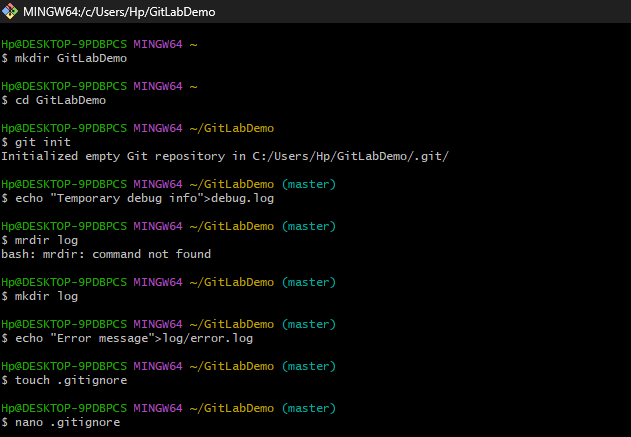 MINGW64:/c/Users/Hp/GitLabDemo
Hp@DESKTOP-9PDBPCS MINGW64 ~
$ mkdir GitLabDemo
Hp@DESKTOP-9PDBPCS MINGW64 ~
$ cd GitLabDemo
Hp@DESKTOP-9PDBPCS MINGW64 ~/GitLabDemo
$ git init
Initialized empty Git repository in C:/Users/Hp/GitLabDemo/.git/
Hp@DESKTOP-9PDBPCS MINGW64 ~/GitLabDemo (master)
$ echo "Temporary debug info">debug.log
Hp@DESKTOP-9PDBPCS MINGW64 ~/GitLabDemo (master)
$ mrdir log
bash: mrdir: command not found
Hp@DESKTOP-9PDBPCS MINGW64 ~/GitLabDemo (master)
$ mkdir log
Hp@DESKTOP-9PDBPCS MINGW64 ~/GitLabDemo (master)
$ echo "Error message">log/error.log
Hp@DESKTOP-9PDBPCS MINGW64 ~/GitLabDemo (master)
$ touch .gitignore
Hp@DESKTOP-9PDBPCS MINGW64 ~/GitLabDemo (master)
$ nano .gitignore